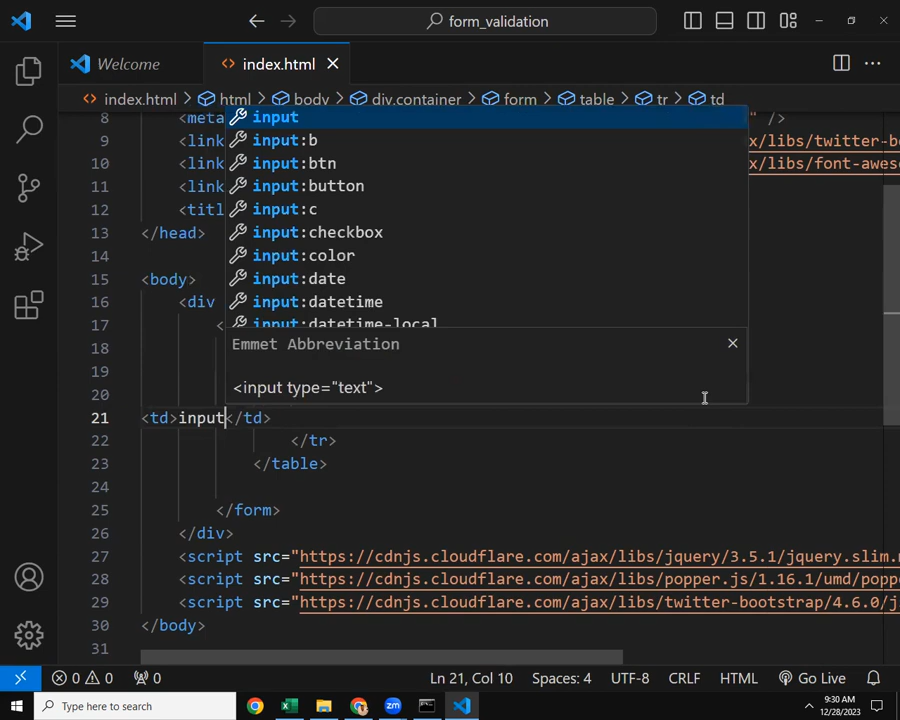 form_validation
Welcome
index.html
index.html > html > body > div.container > form > table > tr > td
8 <meta " />
9 <link x/libs/twitter-b
10 <link x/libs/font-aweso
11 <link
12 <titl
13 </head>
14
15 <body>
16 <div
17 <
18
19
20
21 <td>input</td>
22 </tr>
23 </table>
24
25 </form>
26 </div>
27 <script src="https://cdnjs.cloudflare.com/ajax/libs/jquery/3.5.1/jquery.slim.
28 <script src="https://cdnjs.cloudflare.com/ajax/libs/popper.js/1.16.1/umd/popp
29 <script src="https://cdnjs.cloudflare.com/ajax/libs/twitter-bootstrap/4.6.0/j
30 </body>
31
input
input:b
input:btn
input:button
input:c
input:checkbox
input:color
input:date
input:datetime
input:datetime-local
Emmet Abbreviation
<input type="text">
0 0 0 Ln 21, Col 10 Spaces: 4 UTF-8 CRLF HTML Go Live
Type here to search
9:30 AM
12/28/2023